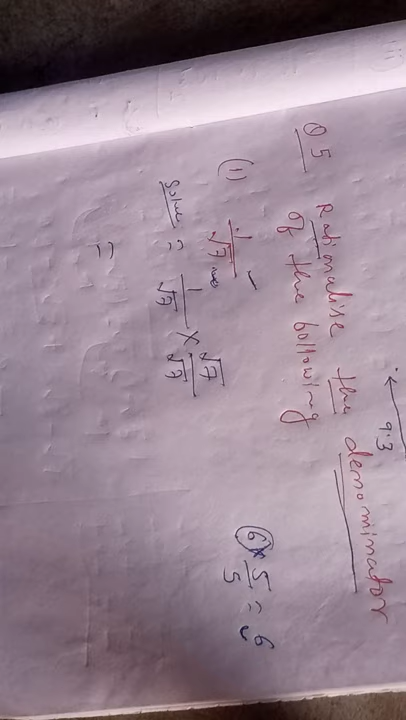 9.3
Q 5 Rationalise the denominator
of the following
(1) 1/√7
Solve = 1/√7 × √7/√7
=
6 × 5/5 = 6